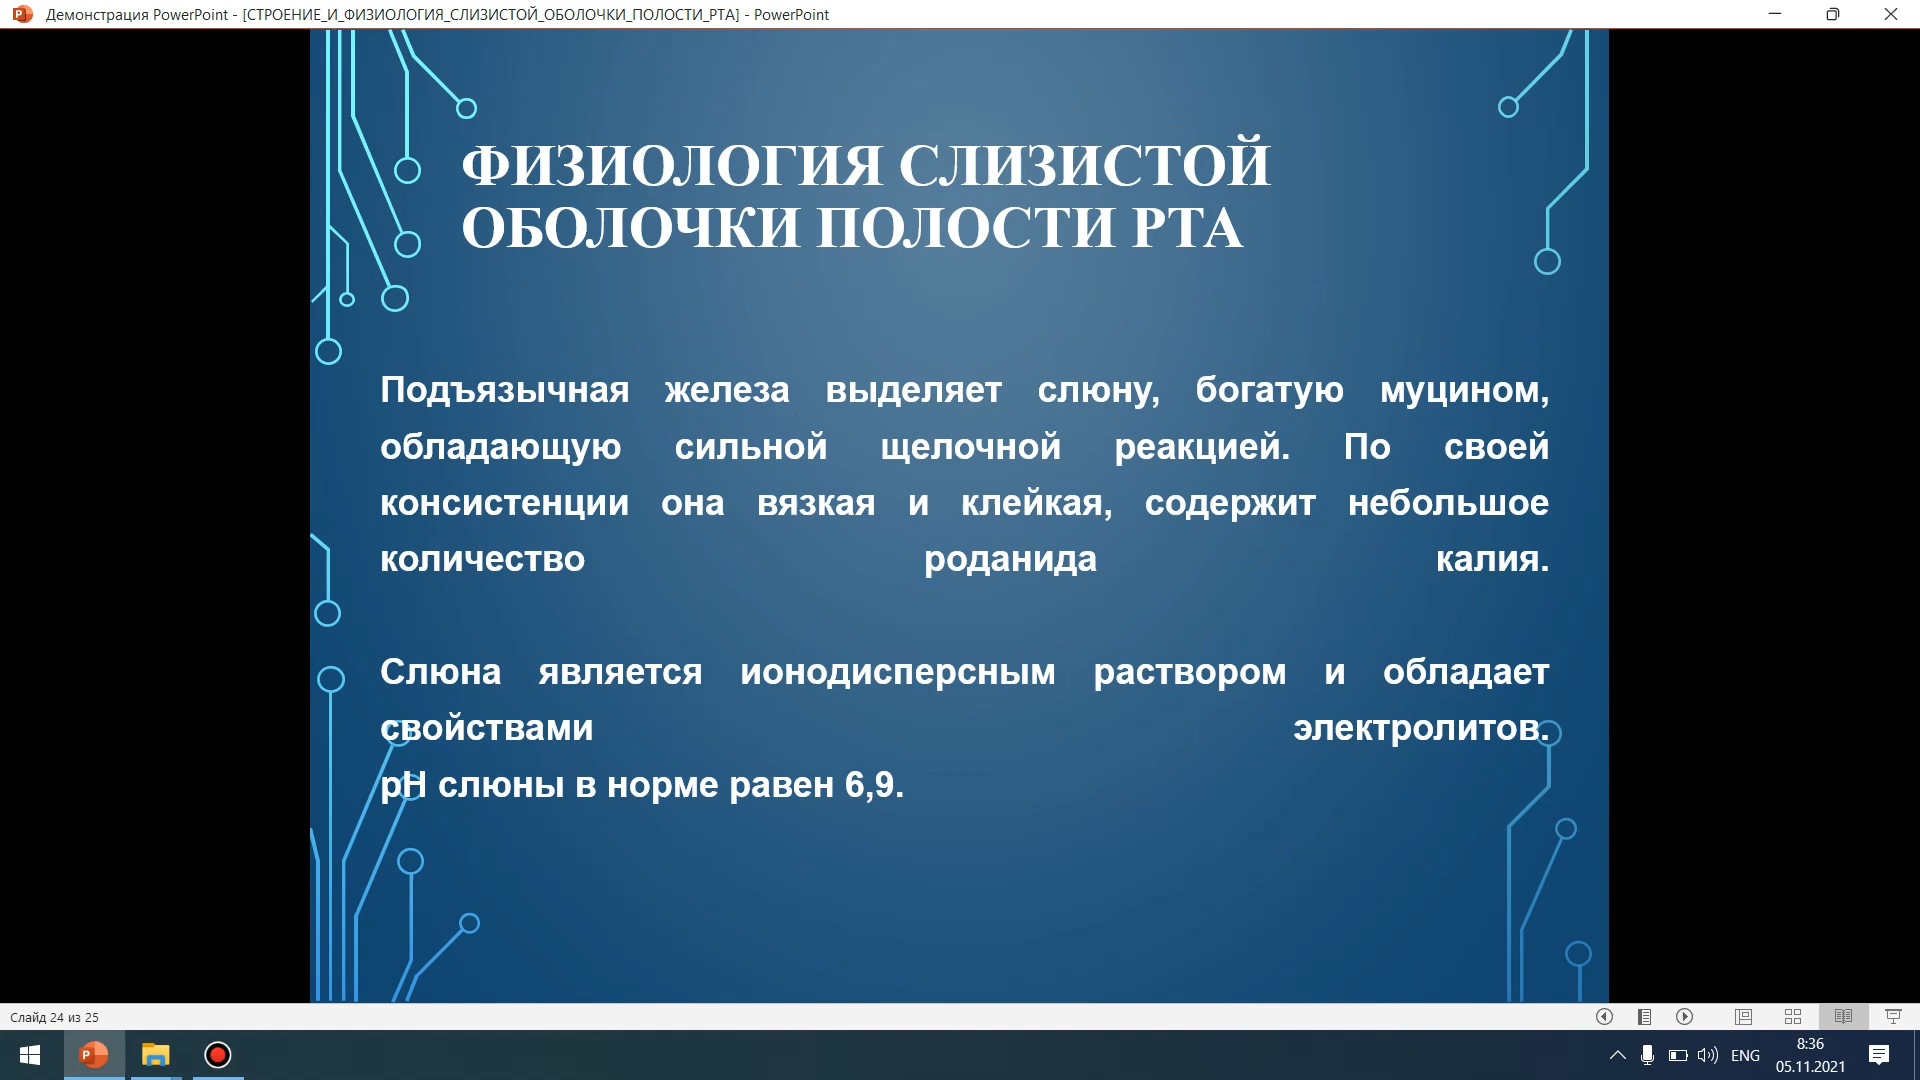 Демонстрация PowerPoint - [СТРОЕНИЕ_И_ФИЗИОЛОГИЯ_СЛИЗИСТОЙ_ОБОЛОЧКИ_ПОЛОСТИ_РТА] - PowerPoint
ФИЗИОЛОГИЯ СЛИЗИСТОЙ
ОБОЛОЧКИ ПОЛОСТИ РТА
Подъязычная железа выделяет слюну, богатую муцином,
обладающую сильной щелочной реакцией. По своей
консистенции она вязкая и клейкая, содержит небольшое
количество роданида калия.
Слюна является ионодисперсным раствором и обладает
свойствами электролитов.
pH слюны в норме равен 6,9.
Слайд 24 из 25
ENG
8:36
05.11.2021